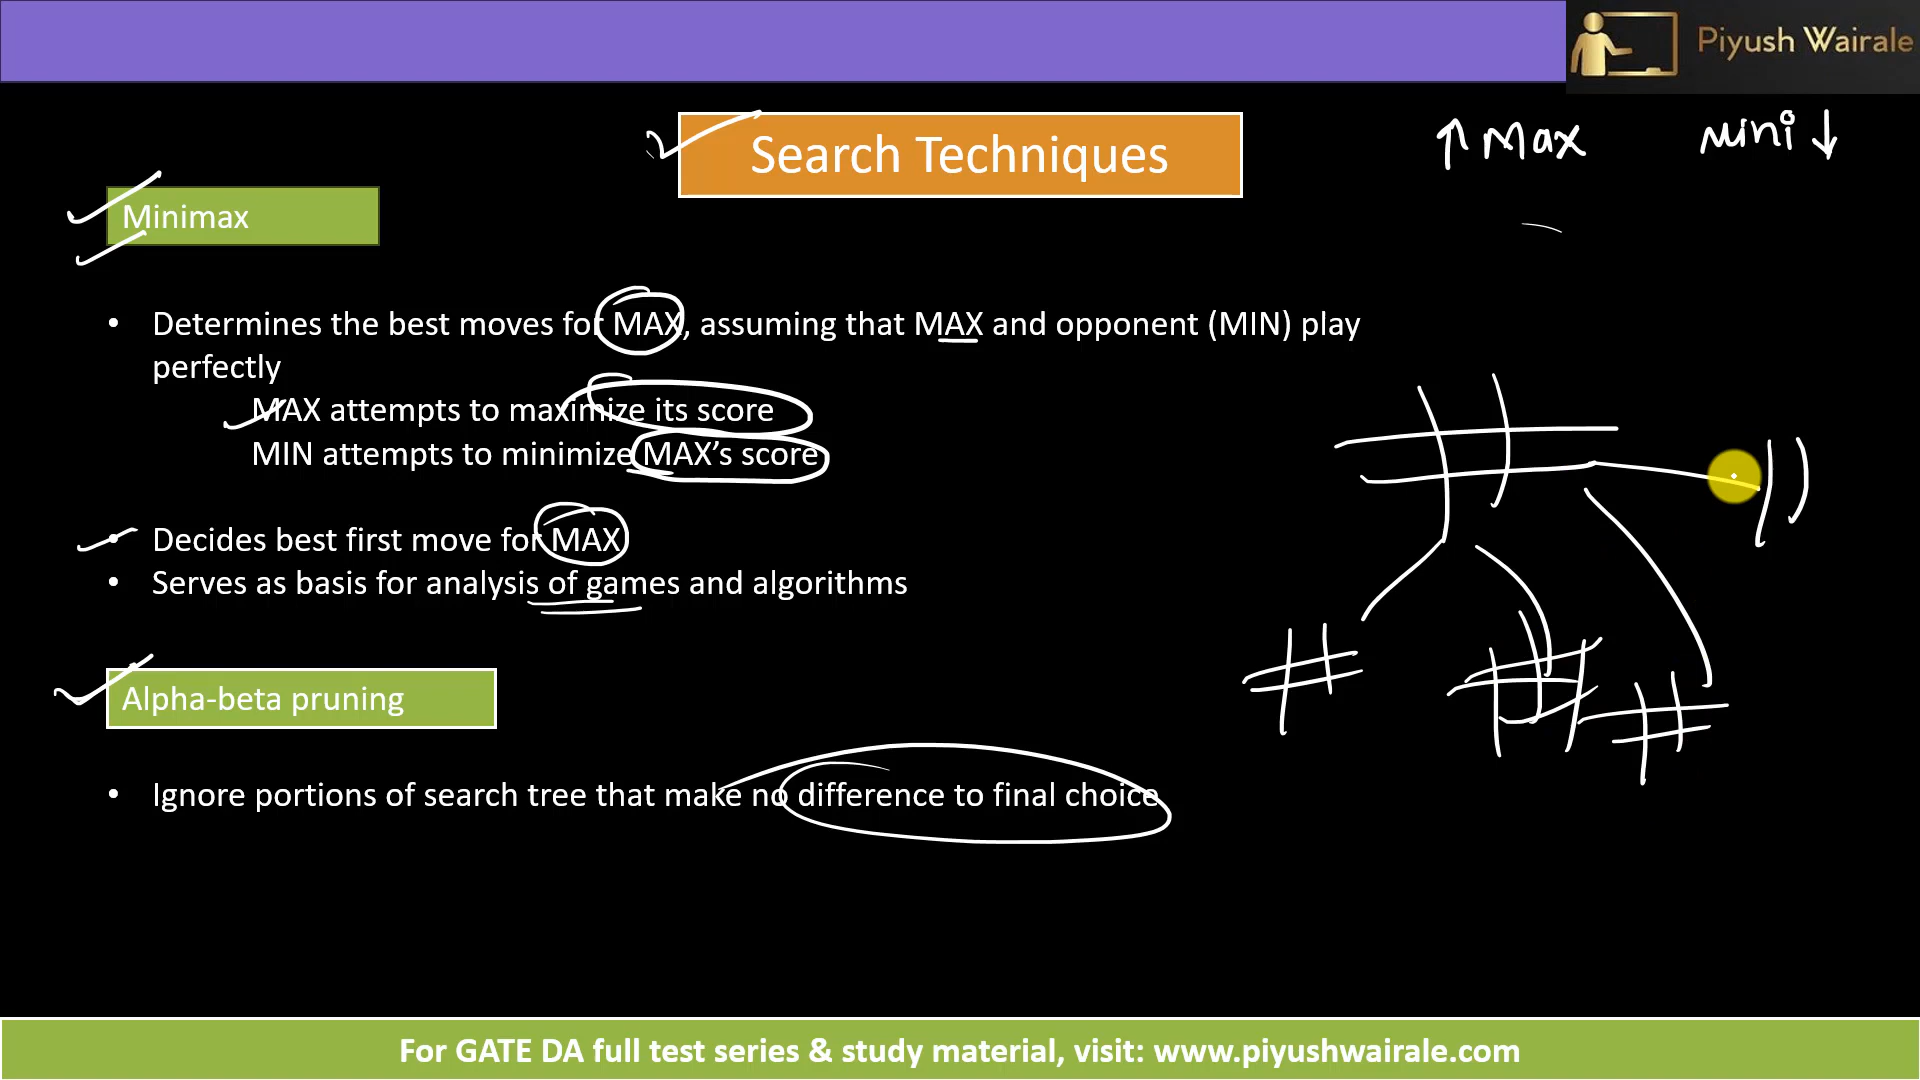 Piyush Wairale
Search Techniques
↑ Max
mini ↓
Minimax
• Determines the best moves for MAX, assuming that MAX and opponent (MIN) play
perfectly
MAX attempts to maximize its score
MIN attempts to minimize MAX’s score
• Decides best first move for MAX
• Serves as basis for analysis of games and algorithms
Alpha-beta pruning
• Ignore portions of search tree that make no difference to final choice
For GATE DA full test series & study material, visit: www.piyushwairale.com